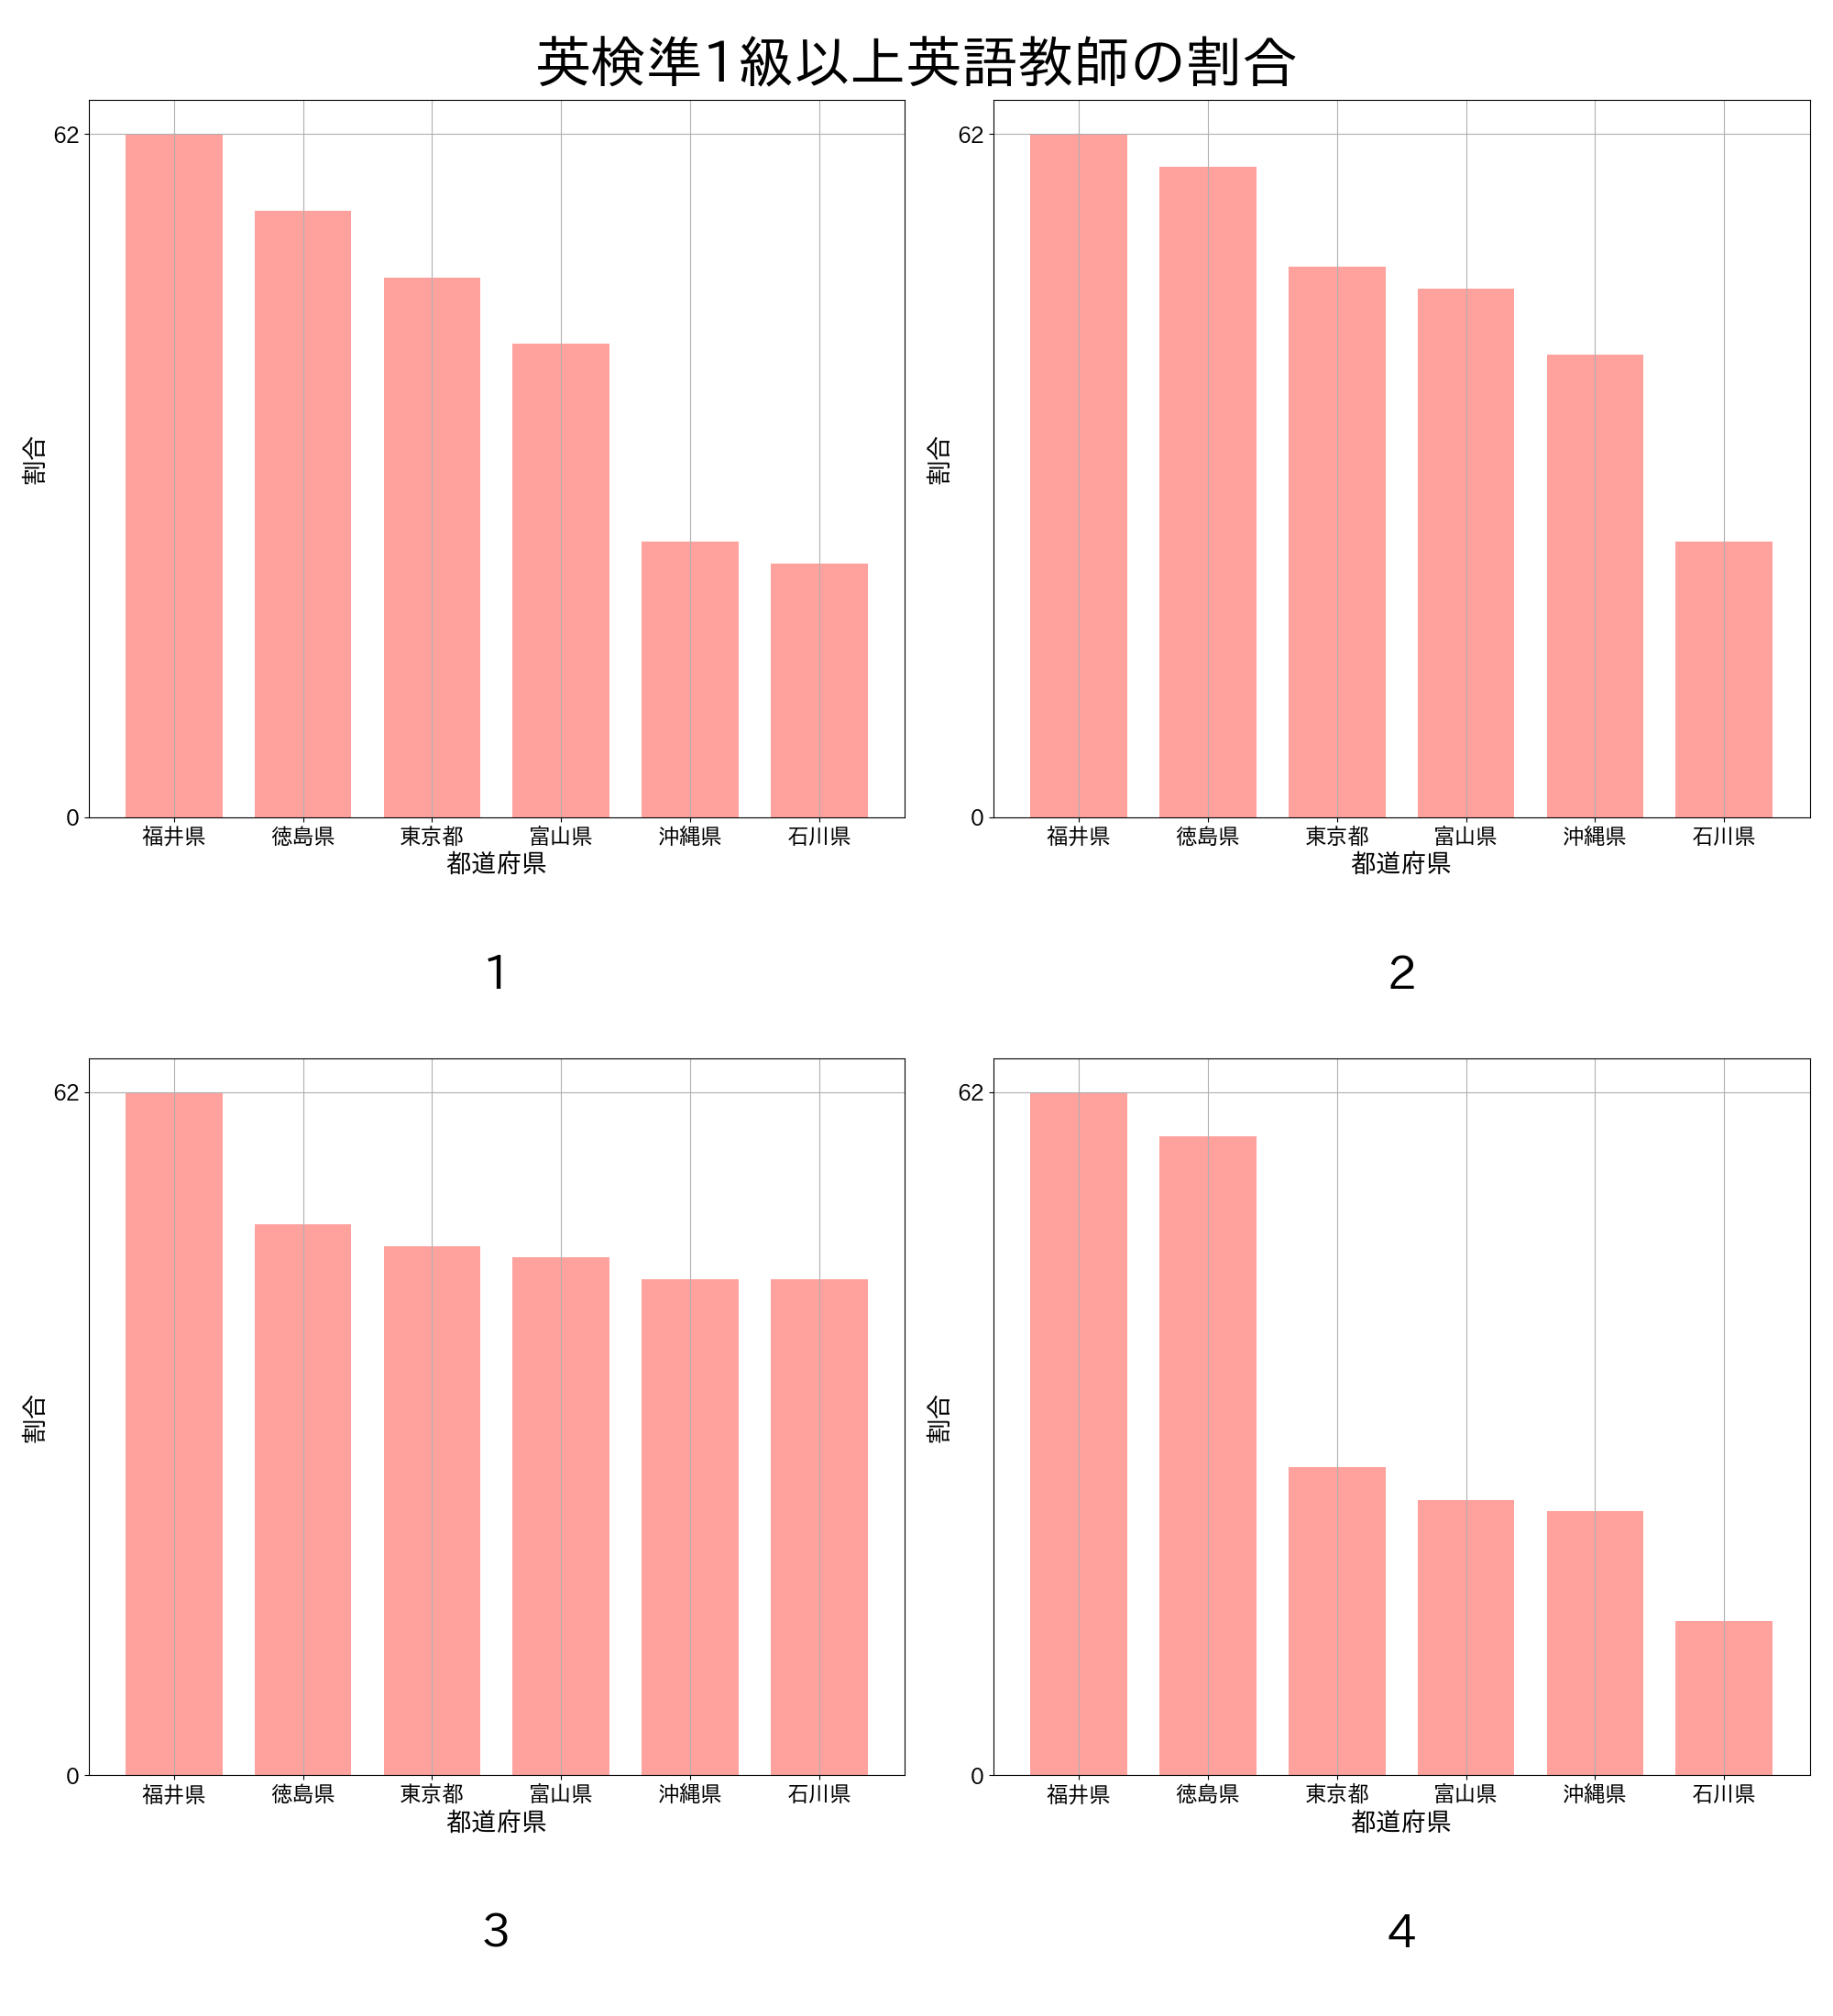 英検準1級以上英語教師の割合
62
0
割合
福井県 徳島県 東京都 富山県 沖縄県 石川県
都道府県
1
62
0
割合
福井県 徳島県 東京都 富山県 沖縄県 石川県
都道府県
2
62
0
割合
福井県 徳島県 東京都 富山県 沖縄県 石川県
都道府県
3
62
0
割合
福井県 徳島県 東京都 富山県 沖縄県 石川県
都道府県
4